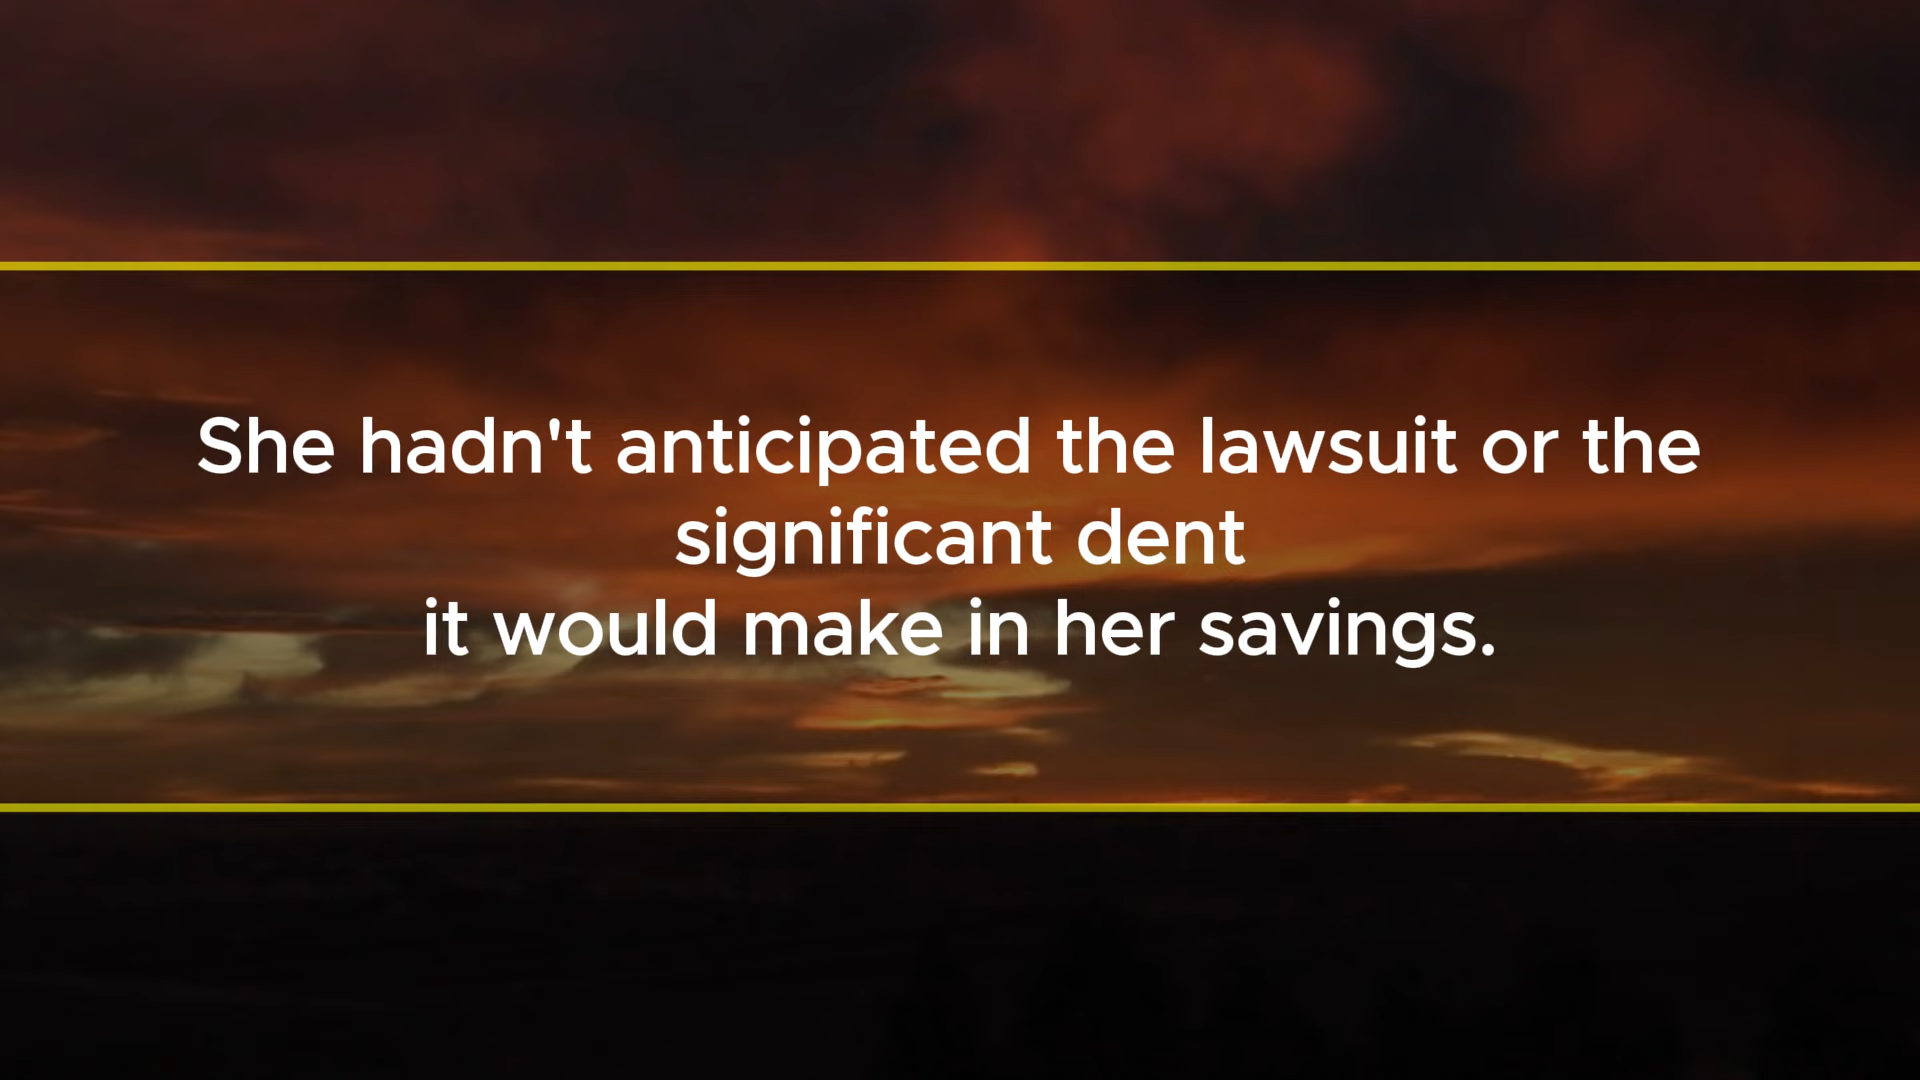 She hadn't anticipated the lawsuit or the
significant dent
it would make in her savings.